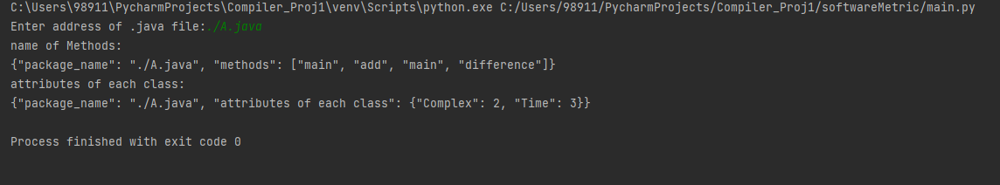 C:\Users\98911\PycharmProjects\Compiler_Proj1\venv\Scripts\python.exe C:/Users/98911/PycharmProjects/Compiler_Proj1/softwareMetric/main.py
Enter address of .java file:./A.java
name of Methods:
{"package_name": "./A.java", "methods": ["main", "add", "main", "difference"]}
attributes of each class:
{"package_name": "./A.java", "attributes of each class": {"Complex": 2, "Time": 3}}
Process finished with exit code 0